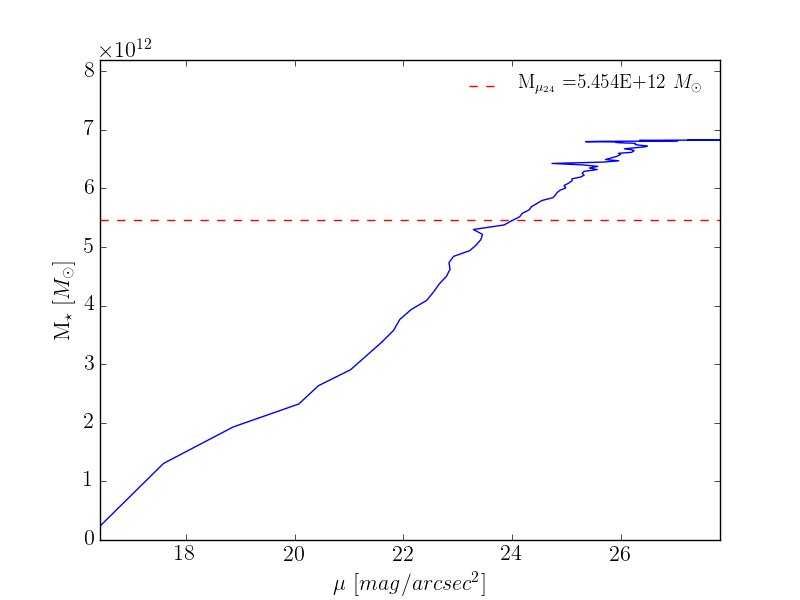 ×10¹²
M_{μ₂₄} =5.454E+12 M_⊙
8
7
6
5
4
3
2
1
0
M_⋆ [M_⊙]
18 20 22 24 26
μ [mag/arcsec²]